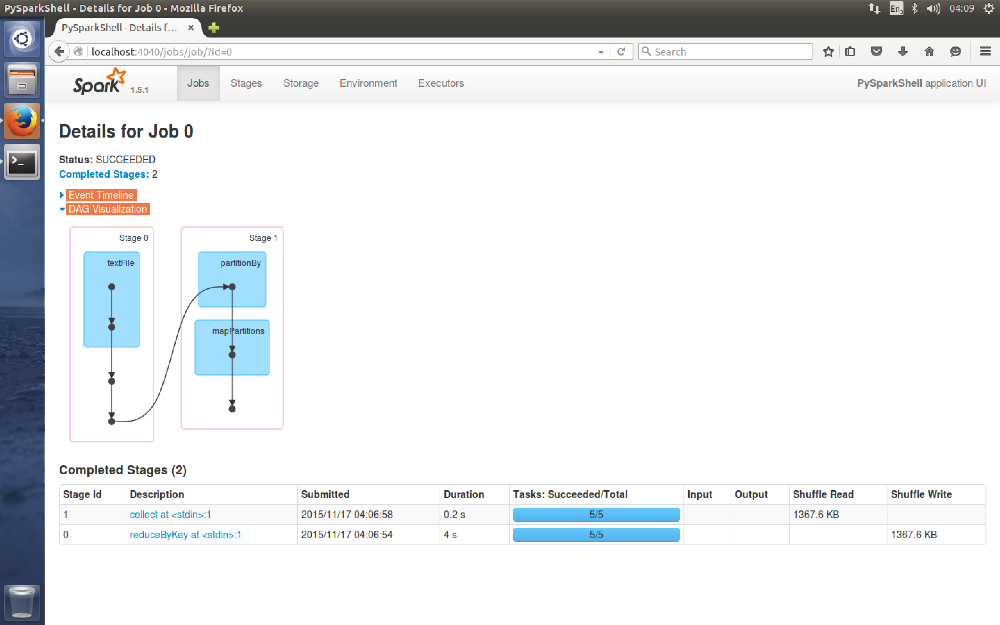 PySparkShell - Details for Job 0 - Mozilla Firefox
En3
04:09
PySparkShell - Details f...
localhost:4040/jobs/job/?id=0
Search
Spark 1.5.1
Jobs
Stages
Storage
Environment
Executors
PySparkShell application UI
Details for Job 0
Status: SUCCEEDED
Completed Stages: 2
Event Timeline
DAG Visualization
Stage 0
Stage 1
textFile
partitionBy
mapPartitions
Completed Stages (2)
Stage Id Description Submitted Duration Tasks: Succeeded/Total Input Output Shuffle Read Shuffle Write
1 collect at <stdin>:1 2015/11/17 04:06:58 0.2 s 5/5 1367.6 KB
0 reduceByKey at <stdin>:1 2015/11/17 04:06:54 4 s 5/5 1367.6 KB